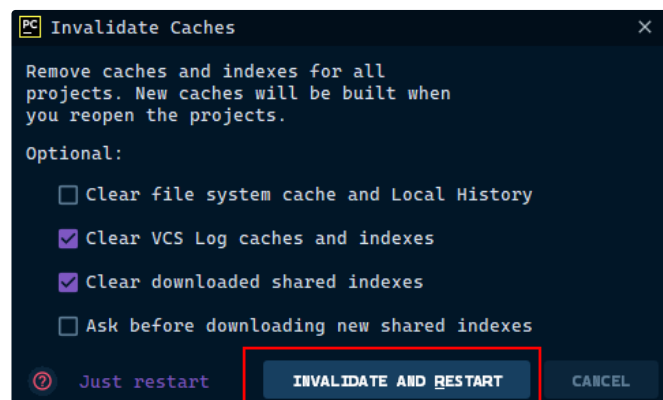 PC Invalidate Caches
Remove caches and indexes for all
projects. New caches will be built when
you reopen the projects.
Optional:
Clear file system cache and Local History
Clear VCS Log caches and indexes
Clear downloaded shared indexes
Ask before downloading new shared indexes
? Just restart INVALIDATE AND RESTART CANCEL